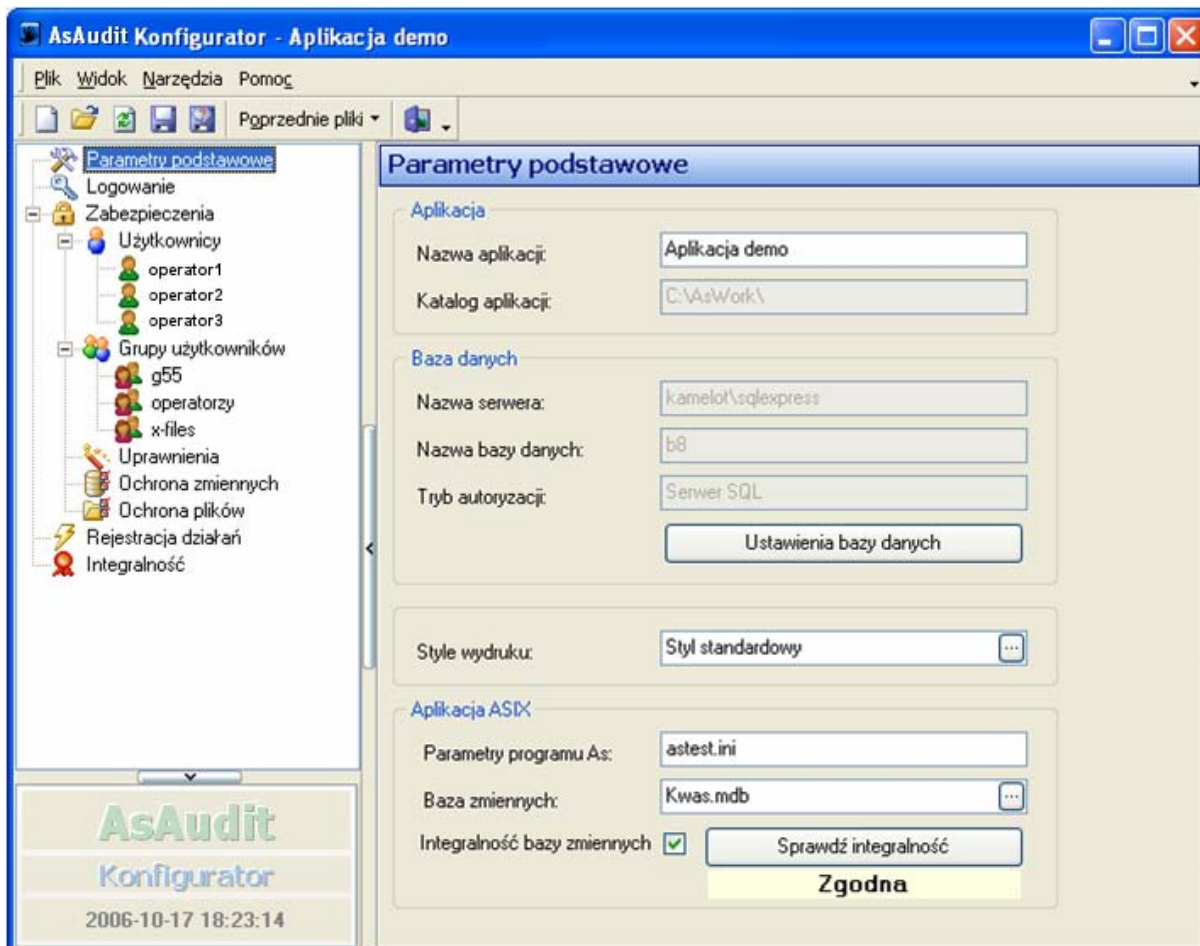 AsAudit Konfigurator - Aplikacja demo
Plik Widok Narzędzia Pomoc
Poprzednie pliki
Parametry podstawowe
Logowanie
Zabezpieczenia
Użytkownicy
operator1
operator2
operator3
Grupy użytkowników
g55
operatorzy
x-files
Uprawnienia
Ochrona zmiennych
Ochrona plików
Rejestracja działań
Integralność
AsAudit
Konfigurator
2006-10-17 18:23:14
Parametry podstawowe
Aplikacja
Nazwa aplikacji: Aplikacja demo
Katalog aplikacji: C:\AsWork\
Baza danych
Nazwa serwera: kamelot\sqlexpress
Nazwa bazy danych: b8
Tryb autoryzacji: Serwer SQL
Ustawienia bazy danych
Style wydruku: Styl standardowy ...
Aplikacja ASIX
Parametry programu As: astest.ini
Baza zmiennych: Kwas.mdb ...
Integralność bazy zmiennych Sprawdź integralność
Zgodna